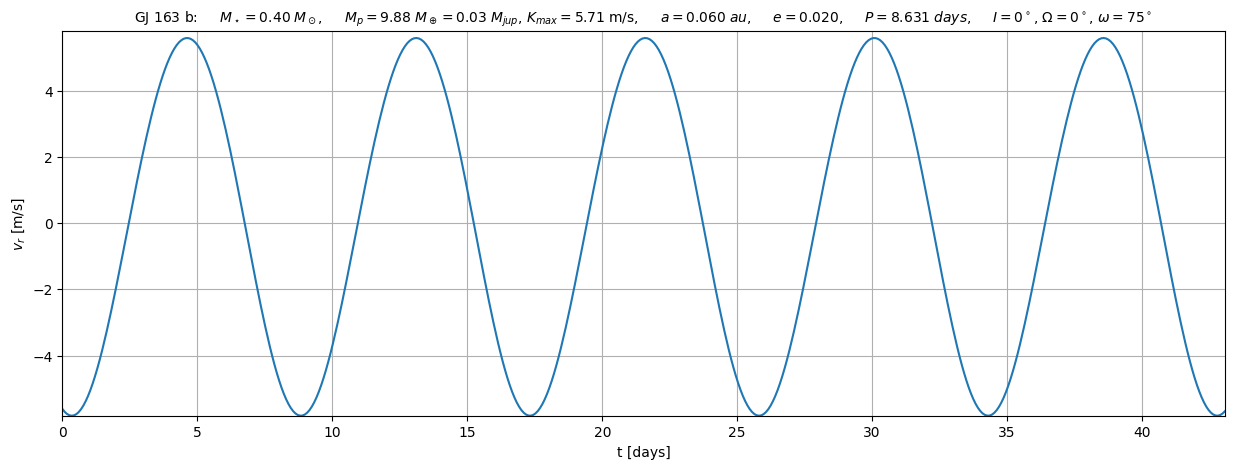 GJ 163 b: M⋆ = 0.40 M⊙, Mp = 9.88 M⊕ = 0.03 Mjup, Kmax = 5.71 m/s, a = 0.060 au, e = 0.020, P = 8.631 days, I = 0°, Ω = 0°, ω = 75°
4
2
0
−2
−4
vr [m/s]
0 5 10 15 20 25 30 35 40
t [days]